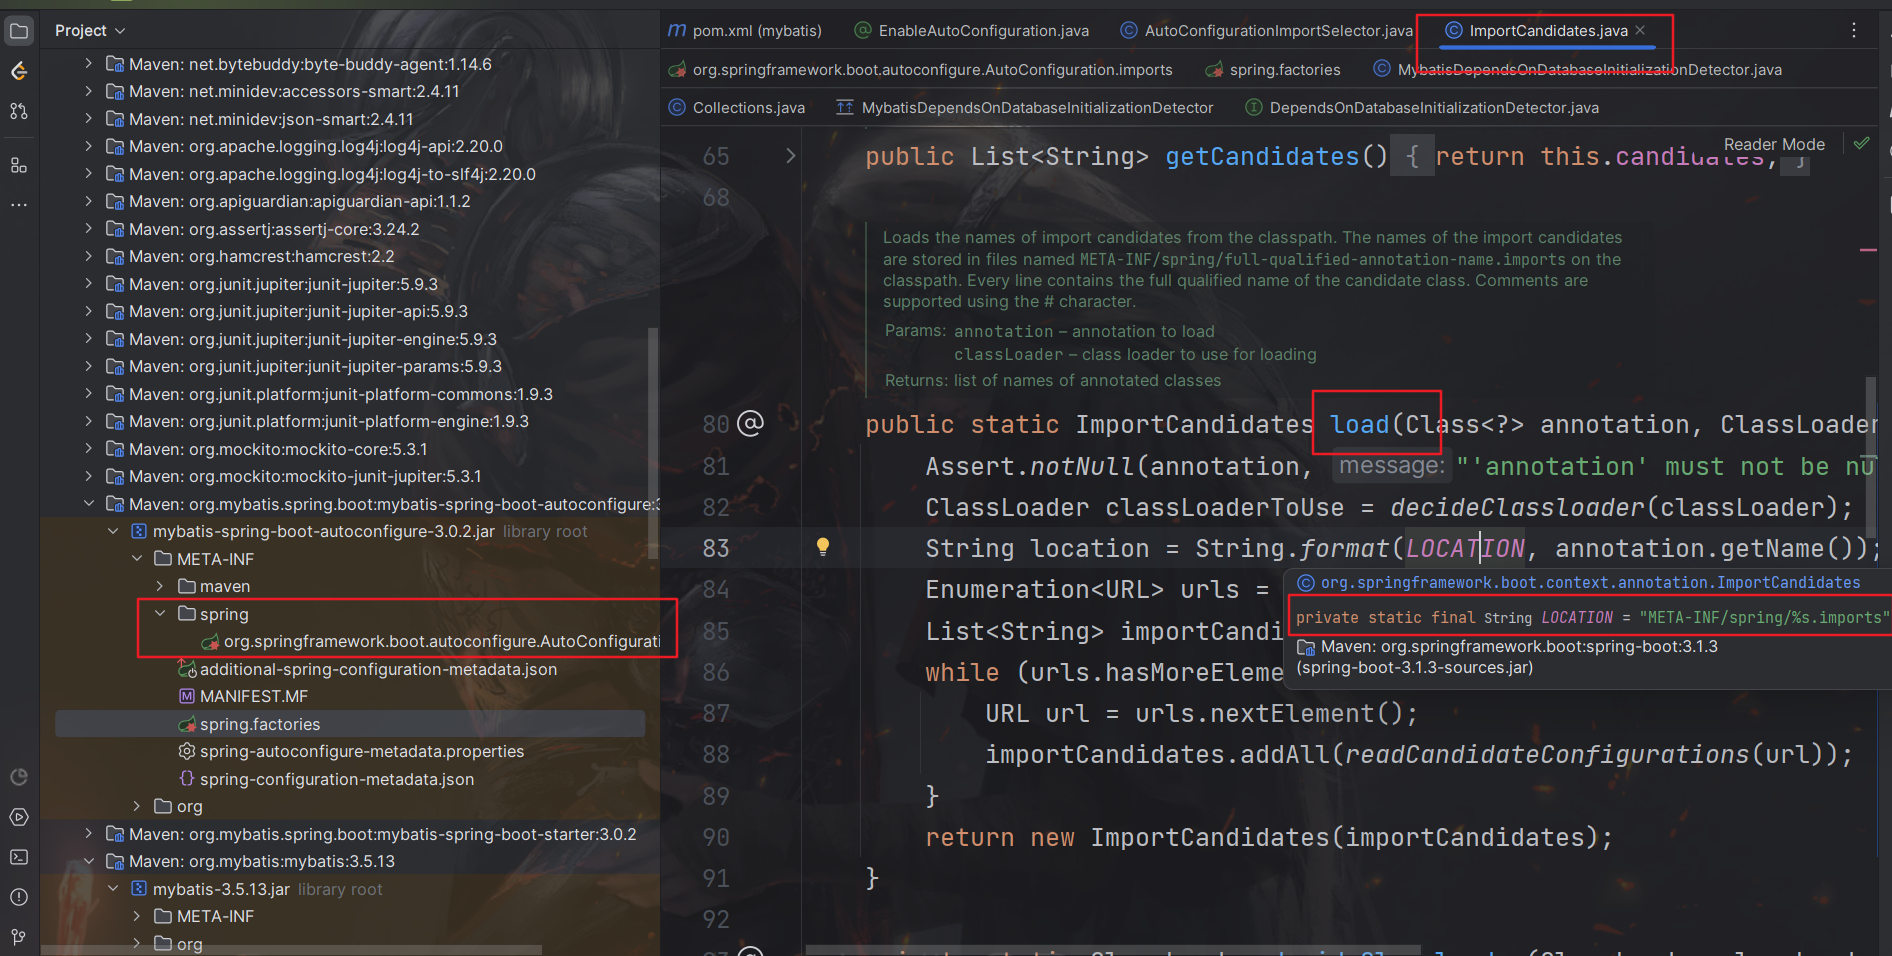 Project
Maven: net.bytebuddy:byte-buddy-agent:1.14.6
Maven: net.minidev:accessors-smart:2.4.11
Maven: net.minidev:json-smart:2.4.11
Maven: org.apache.logging.log4j:log4j-api:2.20.0
Maven: org.apache.logging.log4j:log4j-to-slf4j:2.20.0
Maven: org.apiguardian:apiguardian-api:1.1.2
Maven: org.assertj:assertj-core:3.24.2
Maven: org.hamcrest:hamcrest:2.2
Maven: org.junit.jupiter:junit-jupiter:5.9.3
Maven: org.junit.jupiter:junit-jupiter-api:5.9.3
Maven: org.junit.jupiter:junit-jupiter-engine:5.9.3
Maven: org.junit.jupiter:junit-jupiter-params:5.9.3
Maven: org.junit.platform:junit-platform-commons:1.9.3
Maven: org.junit.platform:junit-platform-engine:1.9.3
Maven: org.mockito:mockito-core:5.3.1
Maven: org.mockito:mockito-junit-jupiter:5.3.1
Maven: org.mybatis.spring.boot:mybatis-spring-boot-autoconfigure:3
mybatis-spring-boot-autoconfigure-3.0.2.jar library root
META-INF
maven
spring
org.springframework.boot.autoconfigure.AutoConfigurati
additional-spring-configuration-metadata.json
MANIFEST.MF
spring.factories
spring-autoconfigure-metadata.properties
spring-configuration-metadata.json
org
Maven: org.mybatis.spring.boot:mybatis-spring-boot-starter:3.0.2
Maven: org.mybatis:mybatis:3.5.13
mybatis-3.5.13.jar library root
META-INF
org
pom.xml (mybatis) EnableAutoConfiguration.java AutoConfigurationImportSelector.java ImportCandidates.java
org.springframework.boot.autoconfigure.AutoConfiguration.imports spring.factories MybatisDependsOnDatabaseInitializationDetector.java
Collections.java MybatisDependsOnDatabaseInitializationDetector DependsOnDatabaseInitializationDetector.java
Reader Mode
65 public List<String> getCandidates() { return this.candidates; }
68
Loads the names of import candidates from the classpath. The names of the import candidates
are stored in files named META-INF/spring/full-qualified-annotation-name.imports on the
classpath. Every line contains the full qualified name of the candidate class. Comments are
supported using the # character.
Params: annotation – annotation to load
classLoader – class loader to use for loading
Returns: list of names of annotated classes
80 @ public static ImportCandidates load(Class<?> annotation, ClassLoader
81 Assert.notNull(annotation, message: "'annotation' must not be nu
82 ClassLoader classLoaderToUse = decideClassloader(classLoader);
83 String location = String.format(LOCATION, annotation.getName());
84 Enumeration<URL> urls =
85 List<String> importCandi
86 while (urls.hasMoreEleme
org.springframework.boot.context.annotation.ImportCandidates
private static final String LOCATION = "META-INF/spring/%s.imports"
Maven: org.springframework.boot:spring-boot:3.1.3
(spring-boot-3.1.3-sources.jar)
87 URL url = urls.nextElement();
88 importCandidates.addAll(readCandidateConfigurations(url));
89 }
90 return new ImportCandidates(importCandidates);
91 }
92